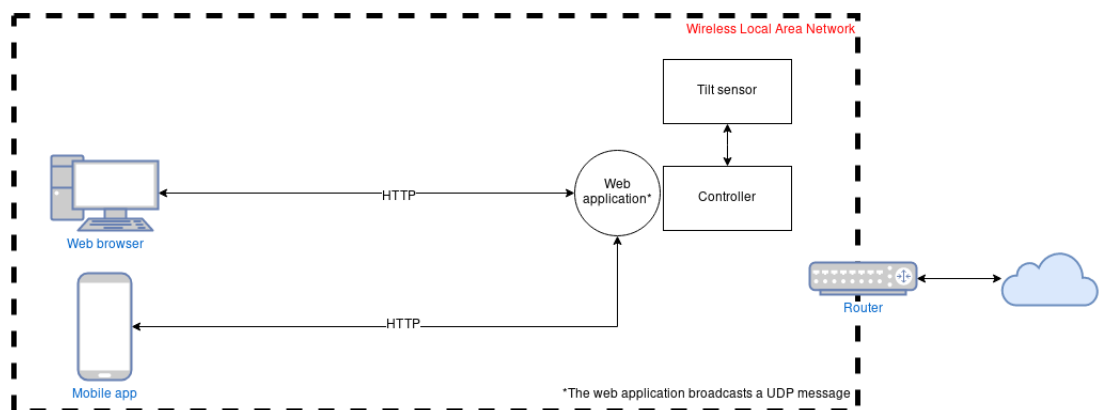 Wireless Local Area Network
Tilt sensor
Web
application*
Controller
HTTP
Web browser
HTTP
Router
Mobile app
*The web application broadcasts a UDP message